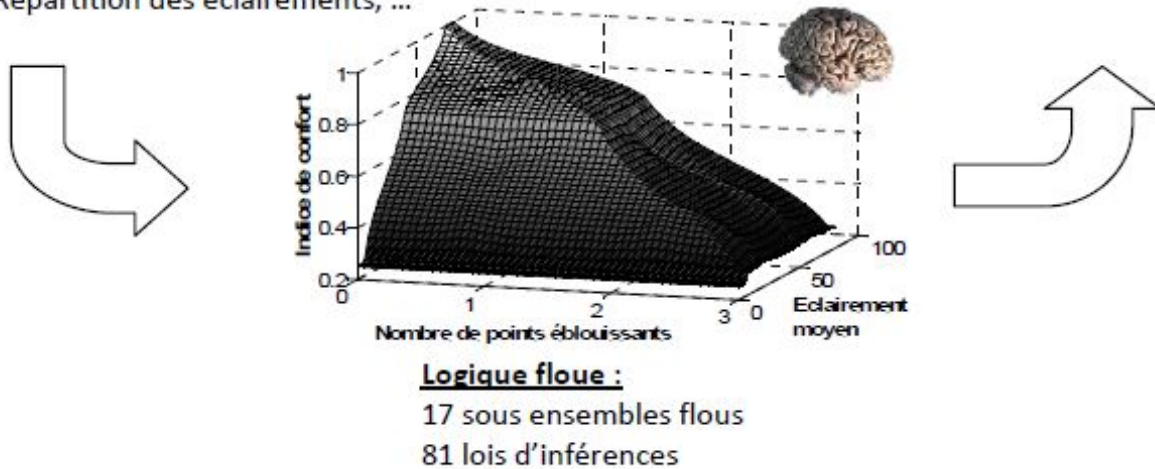 Répartition des éclairements, ...
1
0.8
0.6
0.4
0.2
Indice de confort
0
1
2
3
Nombre de points éblouissants
0
50
100
Eclairement
moyen
Logique floue :
17 sous ensembles flous
81 lois d'inférences